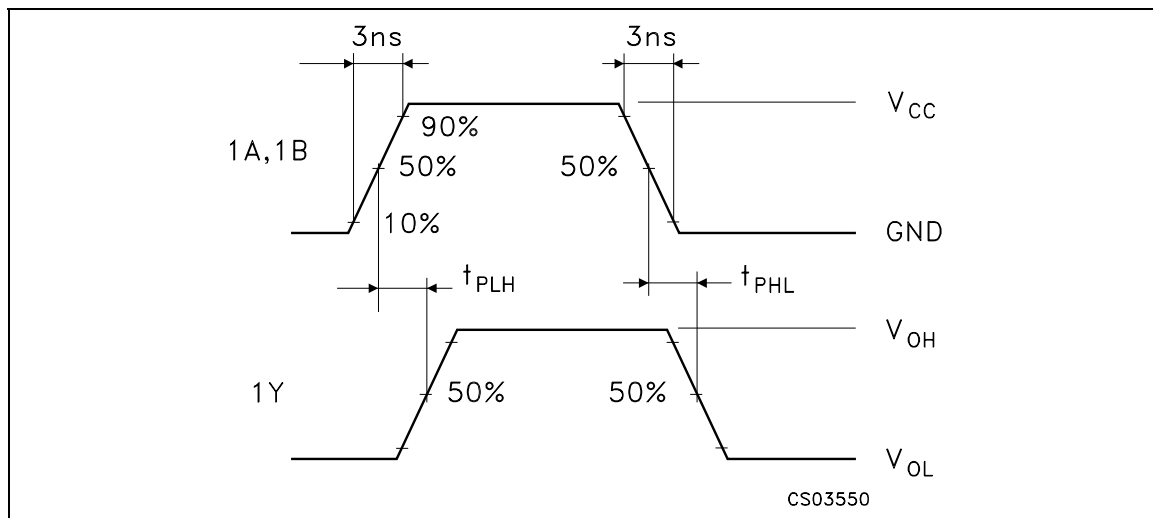 3ns 3ns
V_CC
90%
1A,1B 50% 50%
10%
GND
t_PLH t_PHL
V_OH
1Y 50% 50%
V_OL
CS03550